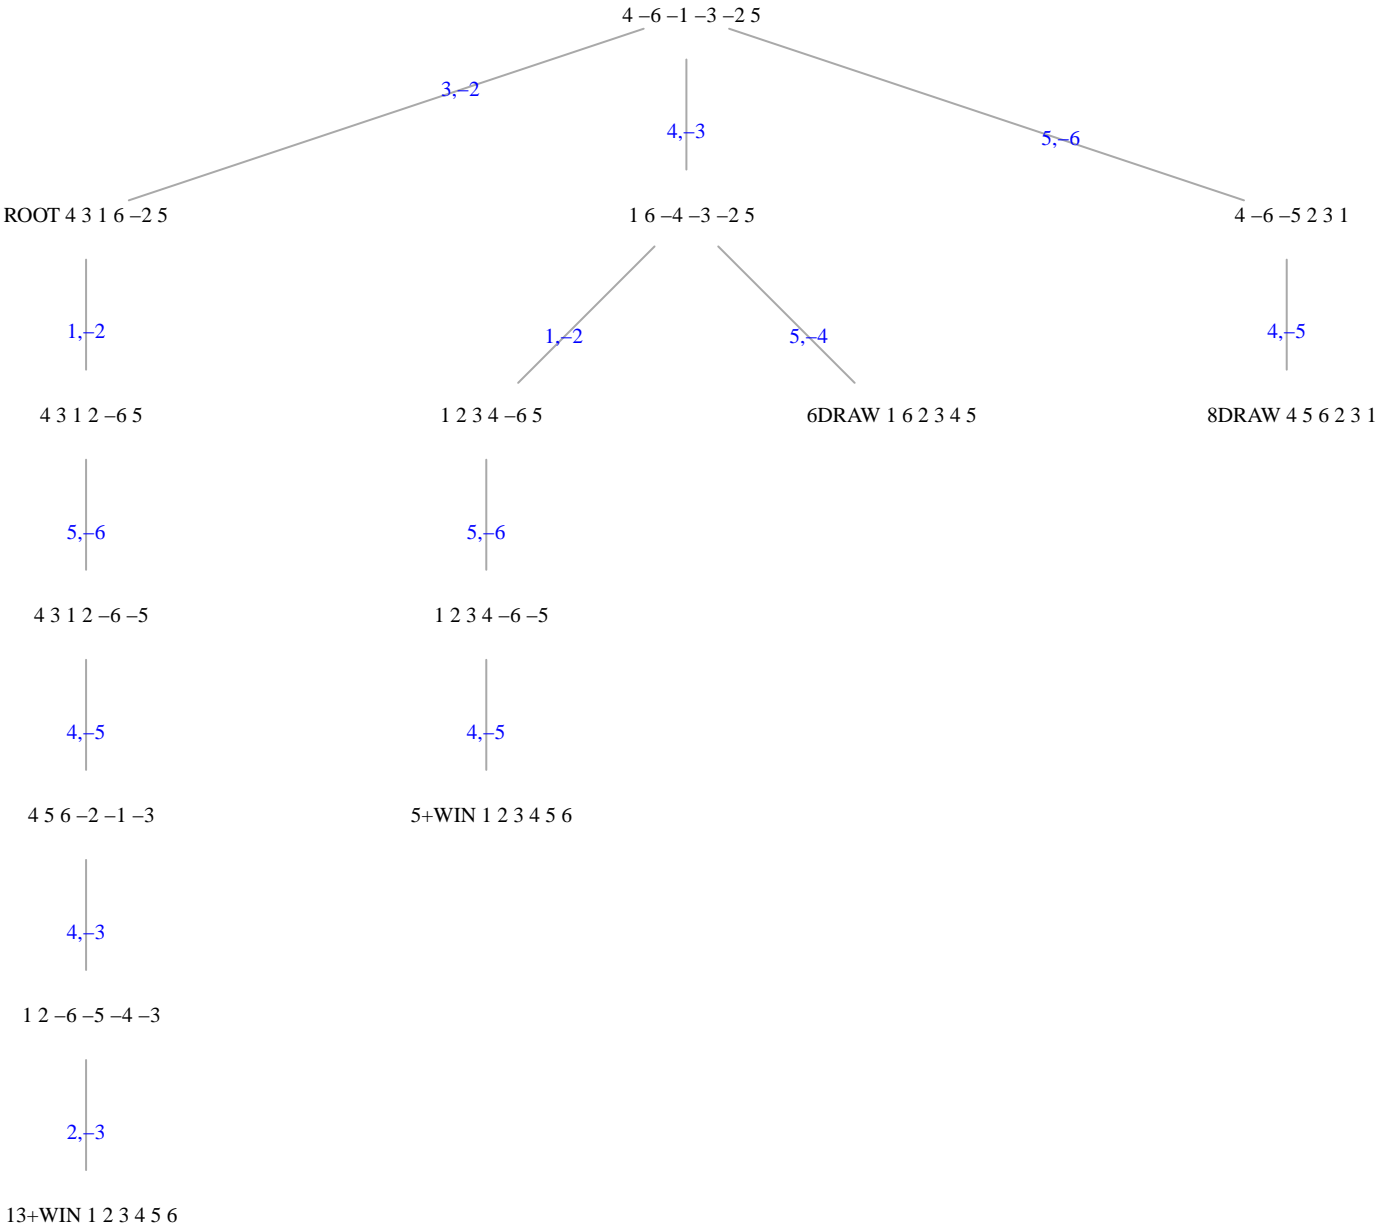 4 –6 –1 –3 –2 5
3,–2
4,–3
5,–6
ROOT 4 3 1 6 –2 5
1 6 –4 –3 –2 5
4 –6 –5 2 3 1
1,–2
1,–2
5,–4
4,–5
4 3 1 2 –6 5
1 2 3 4 –6 5
6DRAW 1 6 2 3 4 5
8DRAW 4 5 6 2 3 1
5,–6
5,–6
4 3 1 2 –6 –5
1 2 3 4 –6 –5
4,–5
4,–5
4 5 6 –2 –1 –3
5+WIN 1 2 3 4 5 6
4,–3
1 2 –6 –5 –4 –3
2,–3
13+WIN 1 2 3 4 5 6